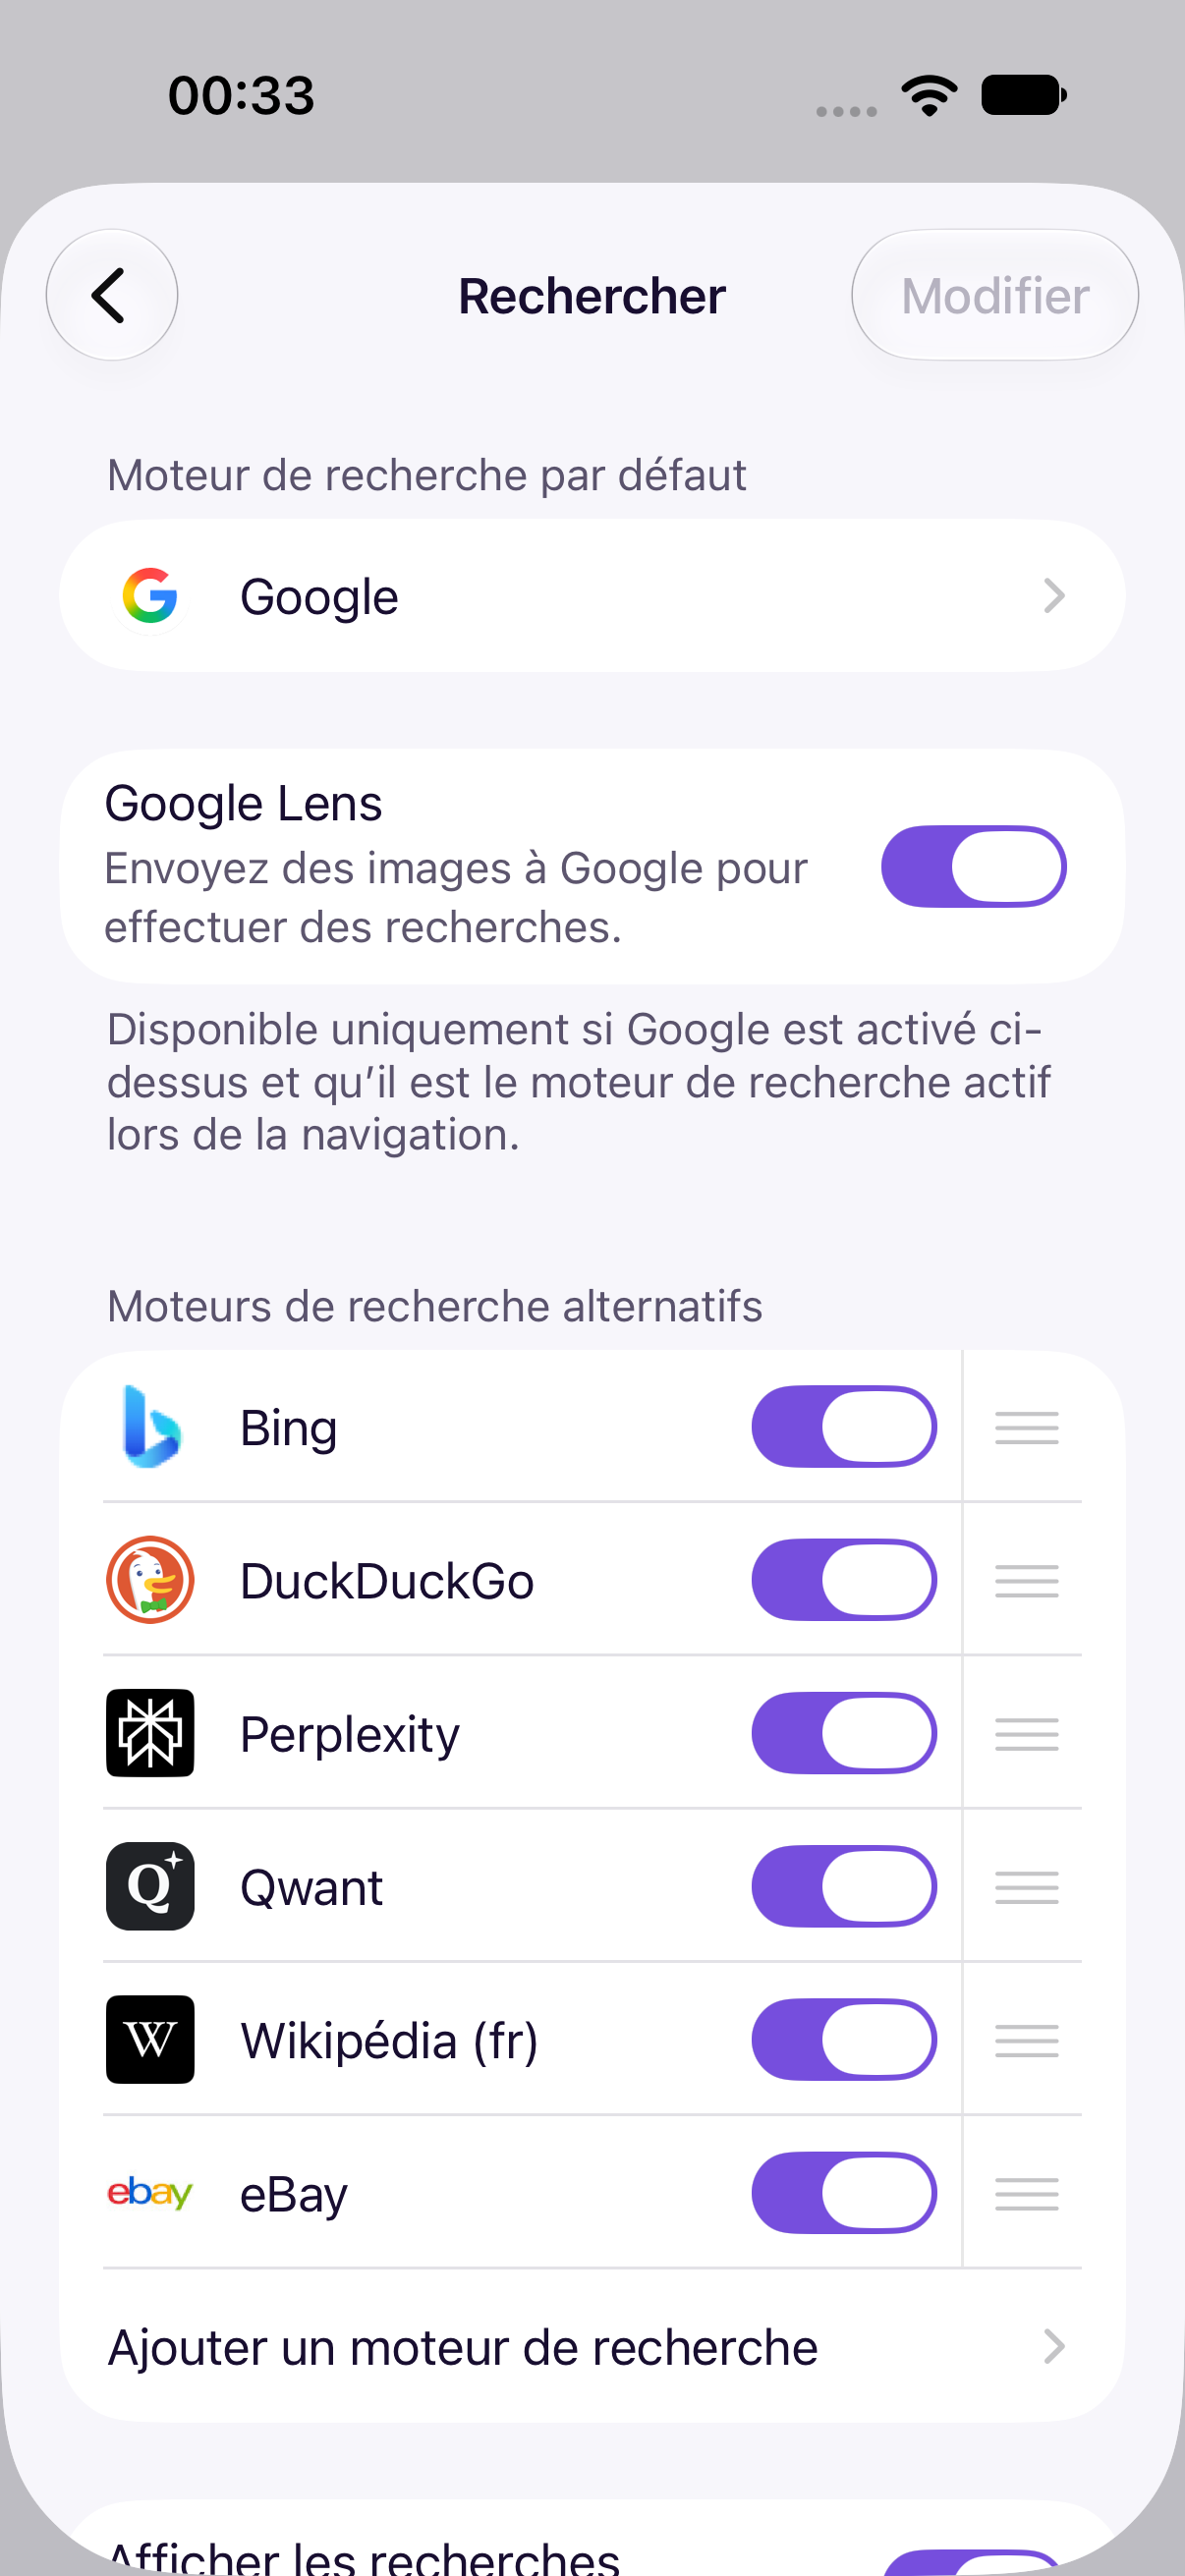 00:33
Rechercher
Modifier
Moteur de recherche par défaut
Google
Google Lens
Envoyez des images à Google pour
effectuer des recherches.
Disponible uniquement si Google est activé ci-
dessus et qu’il est le moteur de recherche actif
lors de la navigation.
Moteurs de recherche alternatifs
Bing
DuckDuckGo
Perplexity
Q Qwant
W Wikipédia (fr)
ebay eBay
Ajouter un moteur de recherche
Afficher les recherches